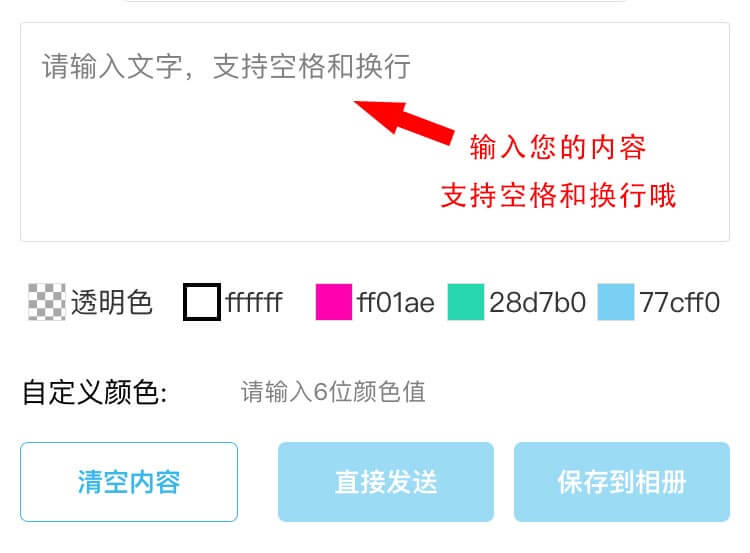 请输入文字，支持空格和换行
输入您的内容
支持空格和换行哦
透明色 ffffff ff01ae 28d7b0 77cff0
自定义颜色: 请输入6位颜色值
清空内容 直接发送 保存到相册